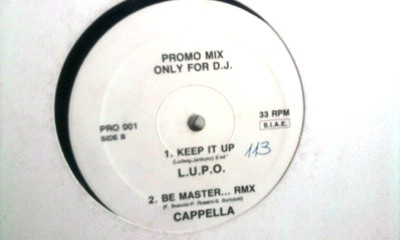 PROMO MIX
ONLY FOR D.J.
PRO 001
SIDE B
33 RPM
S.I.A.E.
1. KEEP IT UP
113
L.U.P.O.
2. BE MASTER... RMX
CAPPELLA